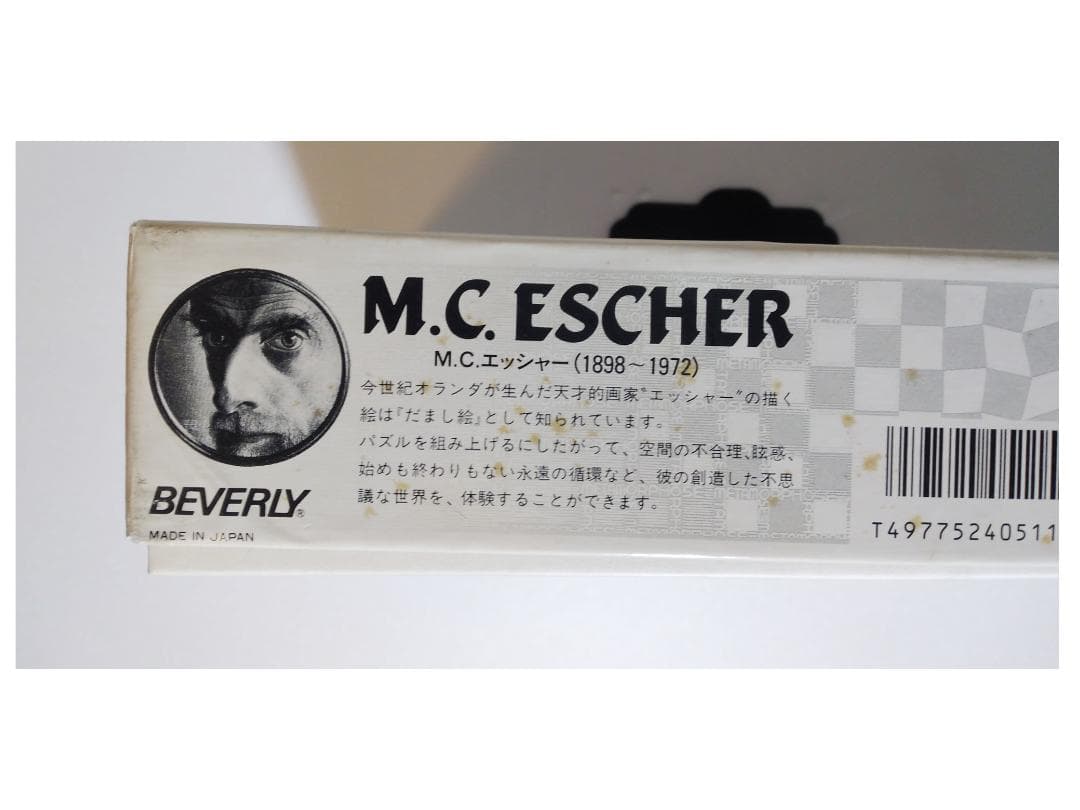 M.C. ESCHER
M.C.エッシャー(1898〜1972)
今世紀オランダが生んだ天才的画家〝エッシャー〟の描く
絵は『だまし絵』として知られています。
パズルを組み上げるにしたがって、空間の不合理、眩惑、
始めも終わりもない永遠の循環など、彼の創造した不思
議な世界を、体験することができます。
BEVERLY®
MADE IN JAPAN
T49775240511